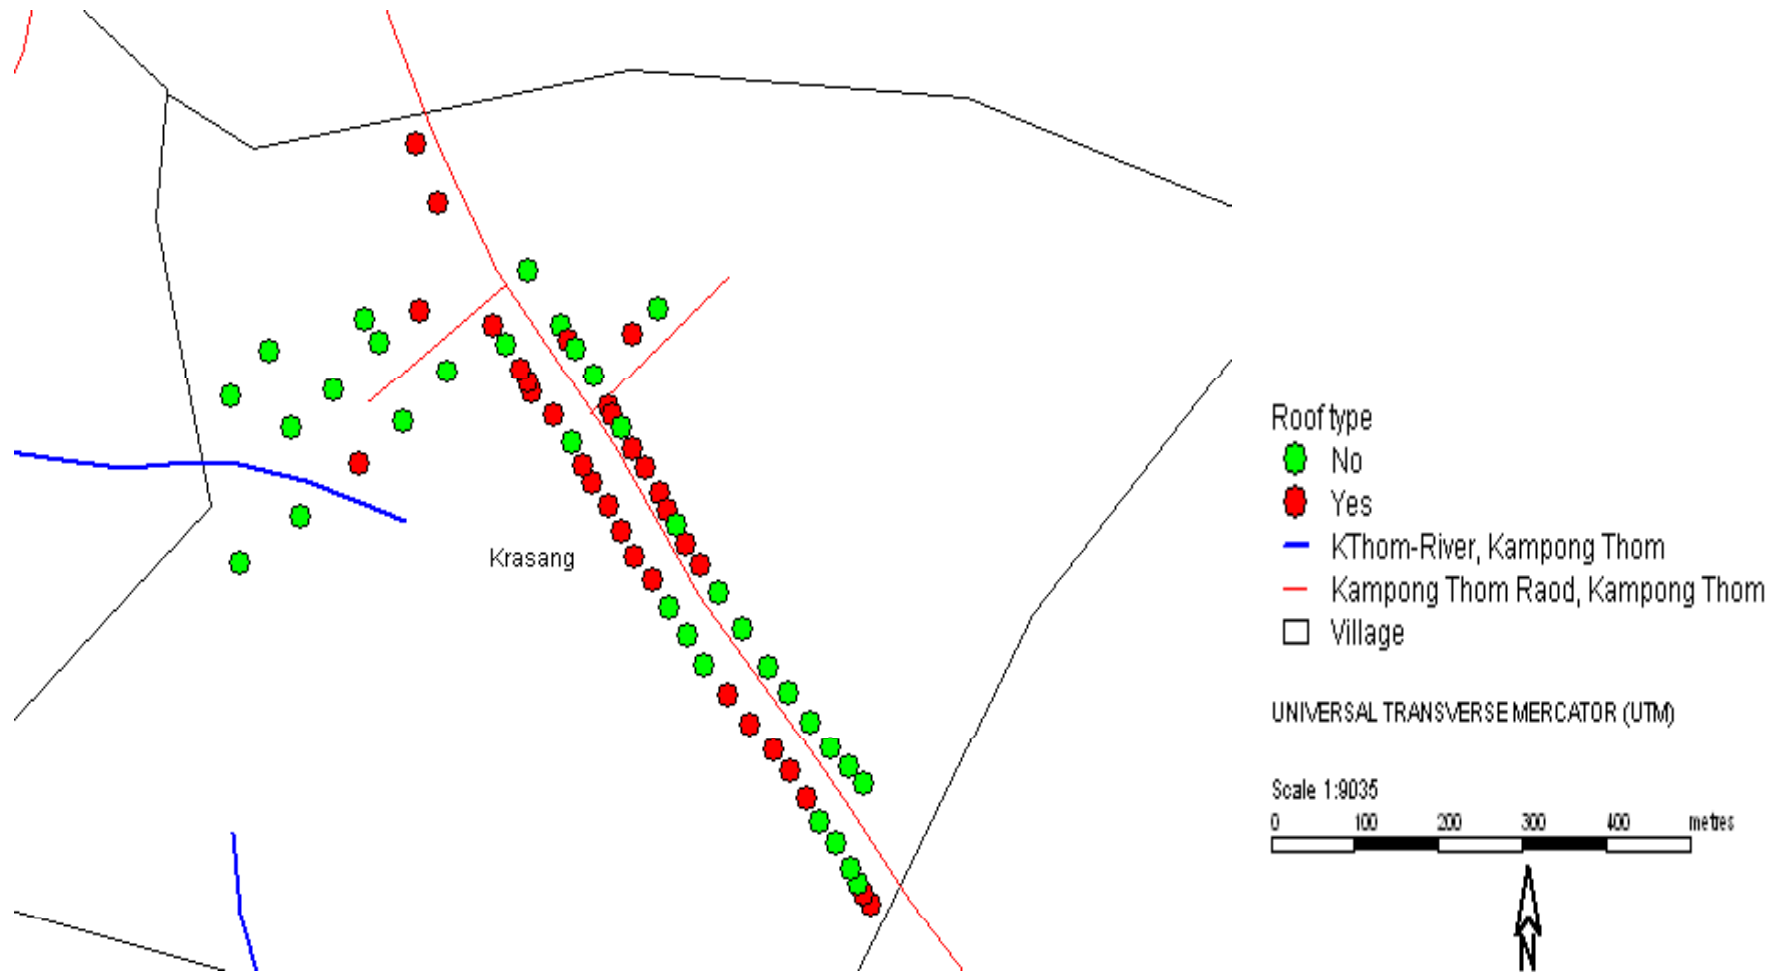 Krasang
Roof type
No
Yes
KThom-River, Kampong Thom
Kampong Thom Raod, Kampong Thom
Village
UNIVERSAL TRANSVERSE MERCATOR (UTM)
Scale 1:9035
0 100 200 300 400 metres
N